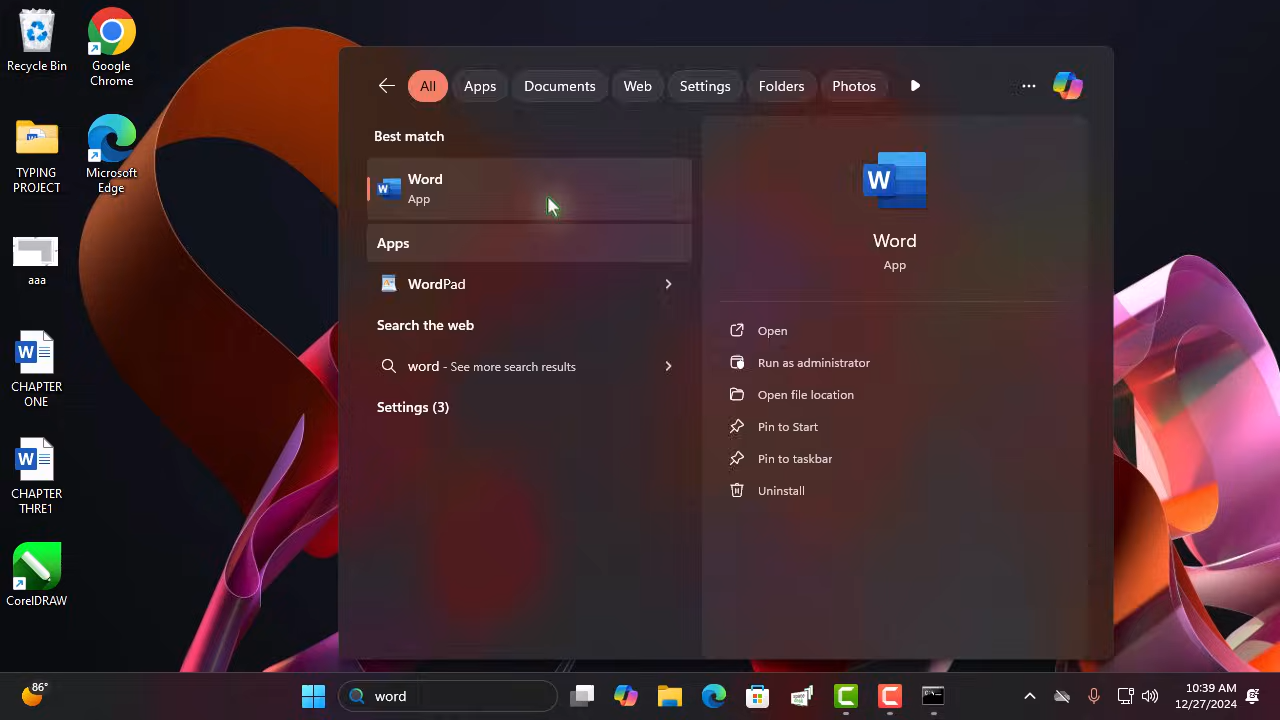 Recycle Bin
Google
Chrome
TYPING
PROJECT
Microsoft
Edge
aaa
CHAPTER
ONE
CHAPTER
THRE1
CorelDRAW
All
Apps
Documents
Web
Settings
Folders
Photos
Best match
Word
App
Apps
WordPad
Search the web
word - See more search results
Settings (3)
W
Word
App
Open
Run as administrator
Open file location
Pin to Start
Pin to taskbar
Uninstall
86°
word
10:39 AM
12/27/2024